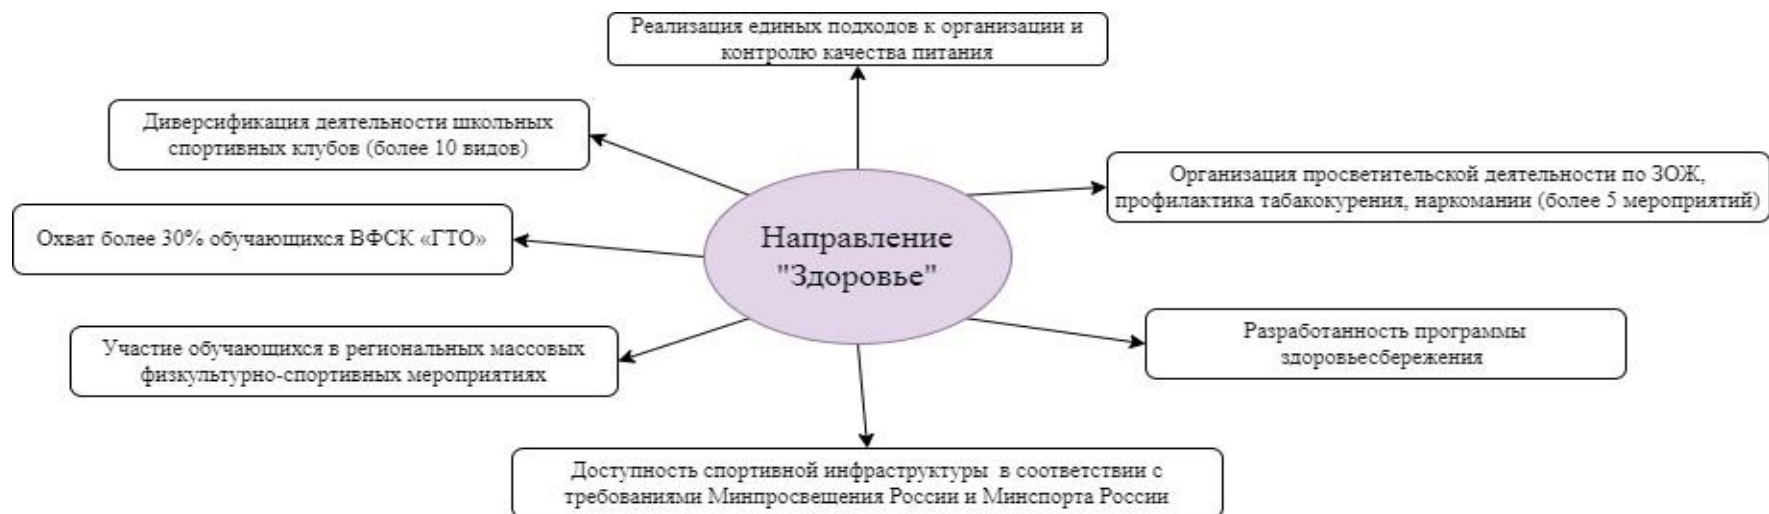 Реализация единых подходов к организации и
контролю качества питания
Диверсификация деятельности школьных
спортивных клубов (более 10 видов)
Организация просветительской деятельности по ЗОЖ,
профилактика табакокурения, наркомании (более 5 мероприятий)
Охват более 30% обучающихся ВФСК «ГТО»
Направление
"Здоровье"
Участие обучающихся в региональных массовых
физкультурно-спортивных мероприятиях
Разработанность программы
здоровьесбережения
Доступность спортивной инфраструктуры в соответствии с
требованиями Минпросвещения России и Минспорта России